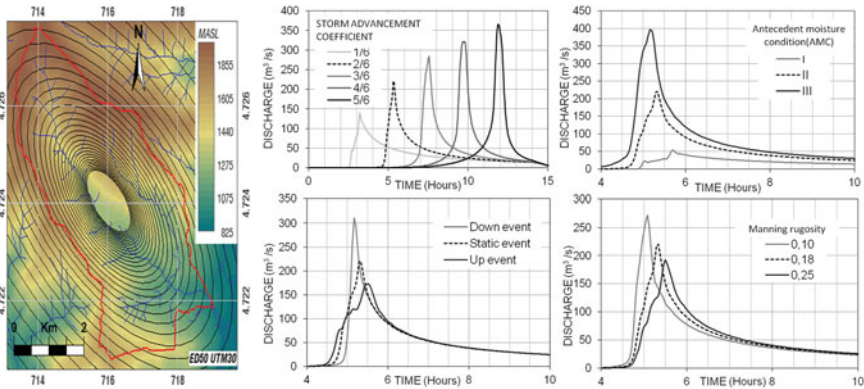 714
716
718
N
MASL
1855
1605
1440
1275
1075
825
4.726
4.724
4.722
4.726
4.724
4.722
0 Km 2
ED50 UTM30
714
716
718
STORM ADVANCEMENT
COEFFICIENT
1/6
2/6
3/6
4/6
5/6
DISCHARGE (m³/s)
400
350
300
250
200
150
100
50
0
0 5 10 15
TIME (Hours)
Antecedent moisture
condition(AMC)
I
II
III
DISCHARGE (m³/s)
450
400
350
300
250
200
150
100
50
0
4 6 8 10
TIME (Hours)
Down event
Static event
Up event
DISCHARGE (m³/s)
350
300
250
200
150
100
50
0
4 6 8 10
TIME (Hours)
Manning rugosity
0,10
0,18
0,25
DISCHARGE (m³/s)
300
250
200
150
100
50
0
4 6 8 10
TIME (Hours)